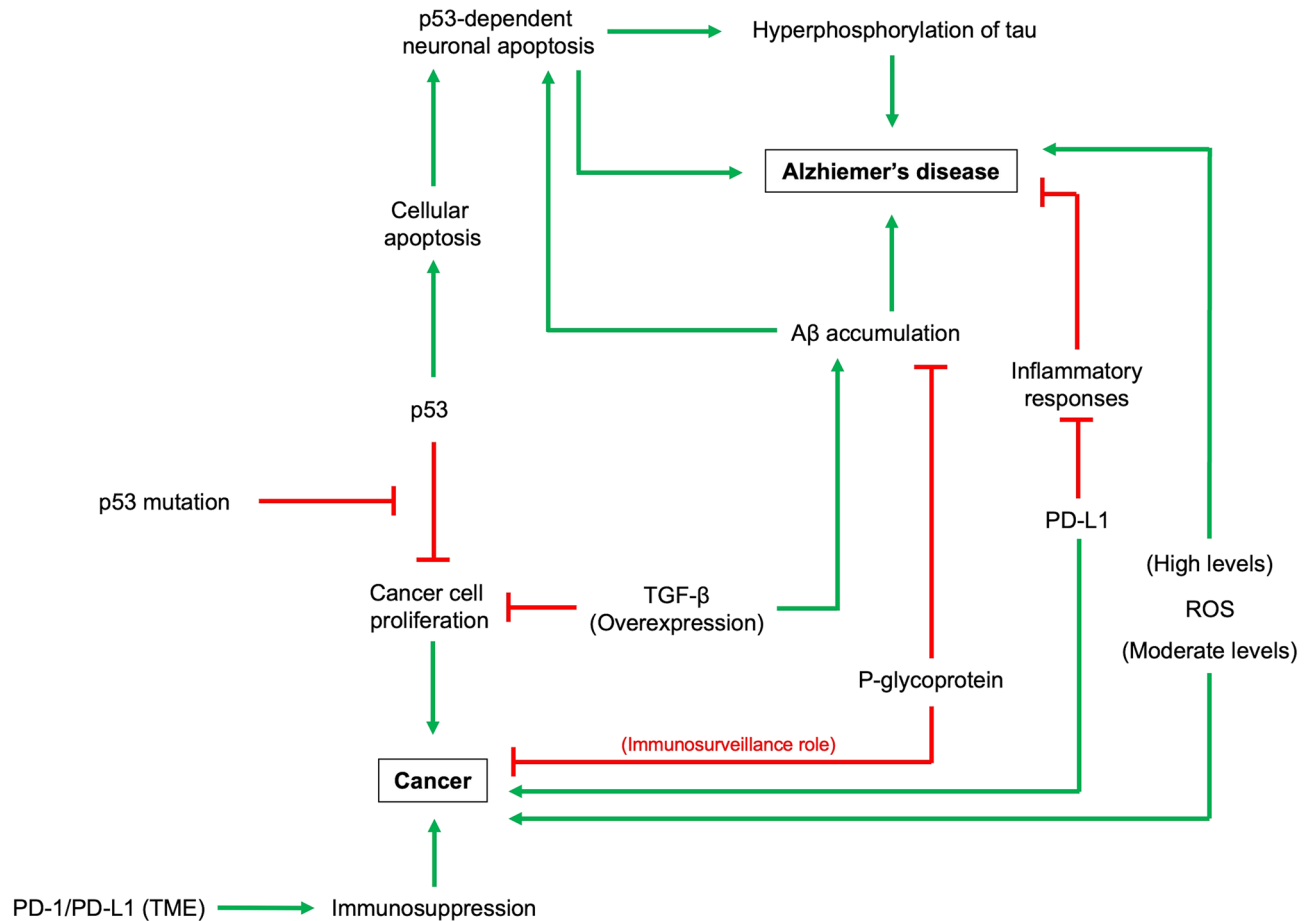 p53-dependent
neuronal apoptosis
Hyperphosphorylation of tau
Alzhiemer's disease
Cellular
apoptosis
Aβ accumulation
Inflammatory
responses
p53
p53 mutation
PD-L1
(High levels)
ROS
(Moderate levels)
Cancer cell
proliferation
TGF-β
(Overexpression)
P-glycoprotein
(Immunosurveillance role)
Cancer
PD-1/PD-L1 (TME)
Immunosuppression